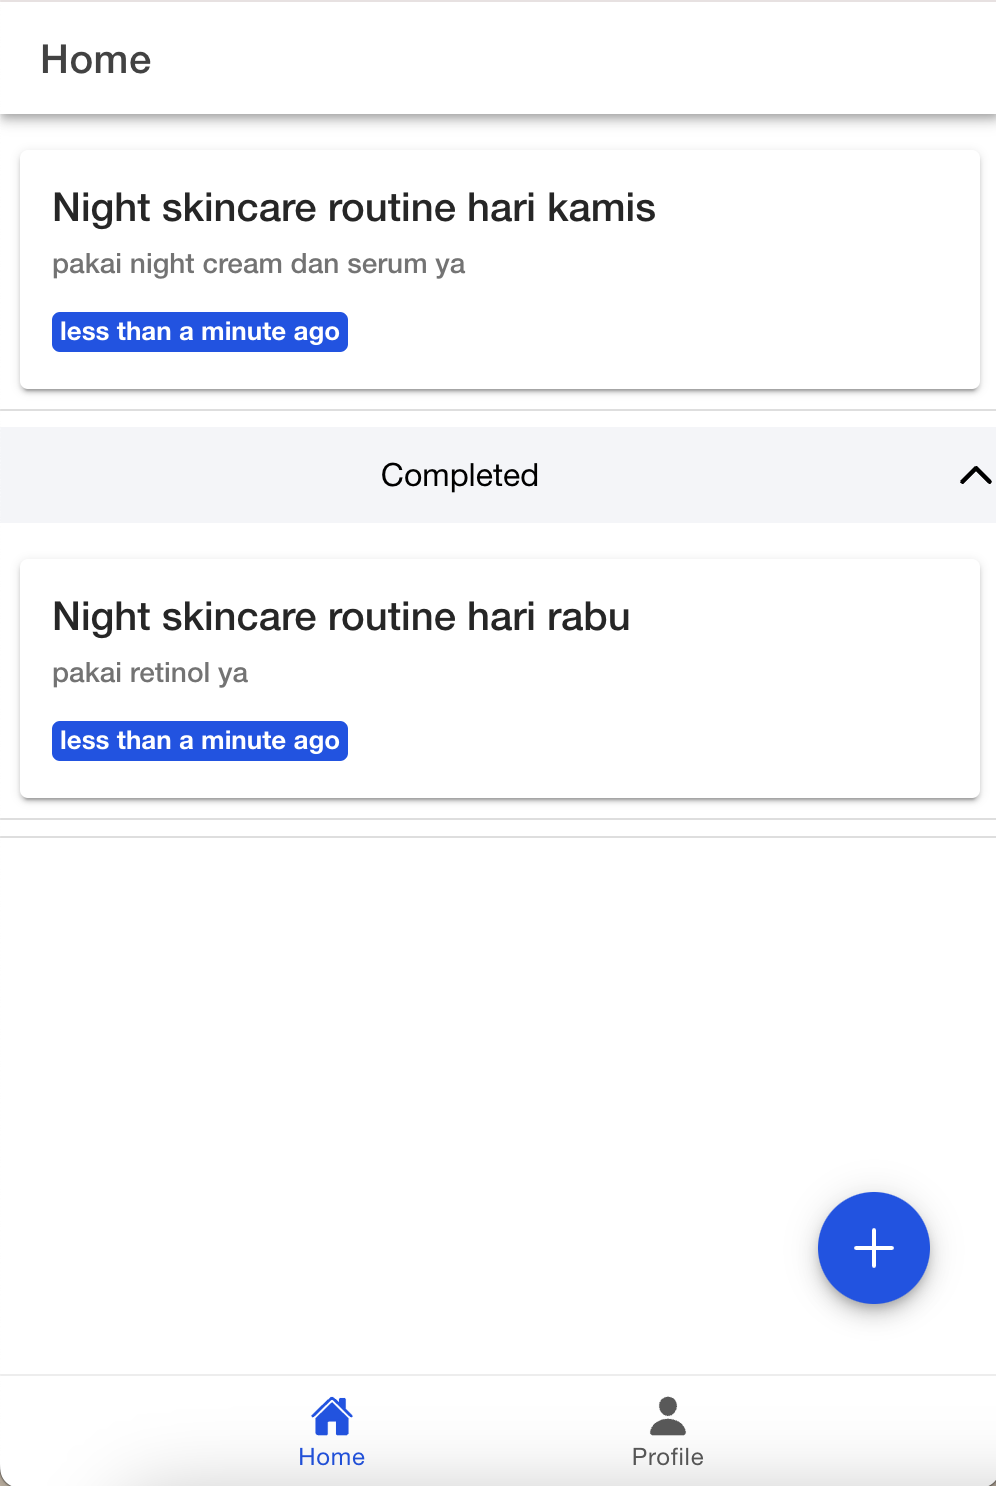 Home
Night skincare routine hari kamis
pakai night cream dan serum ya
less than a minute ago
Completed
Night skincare routine hari rabu
pakai retinol ya
less than a minute ago
Home
Profile